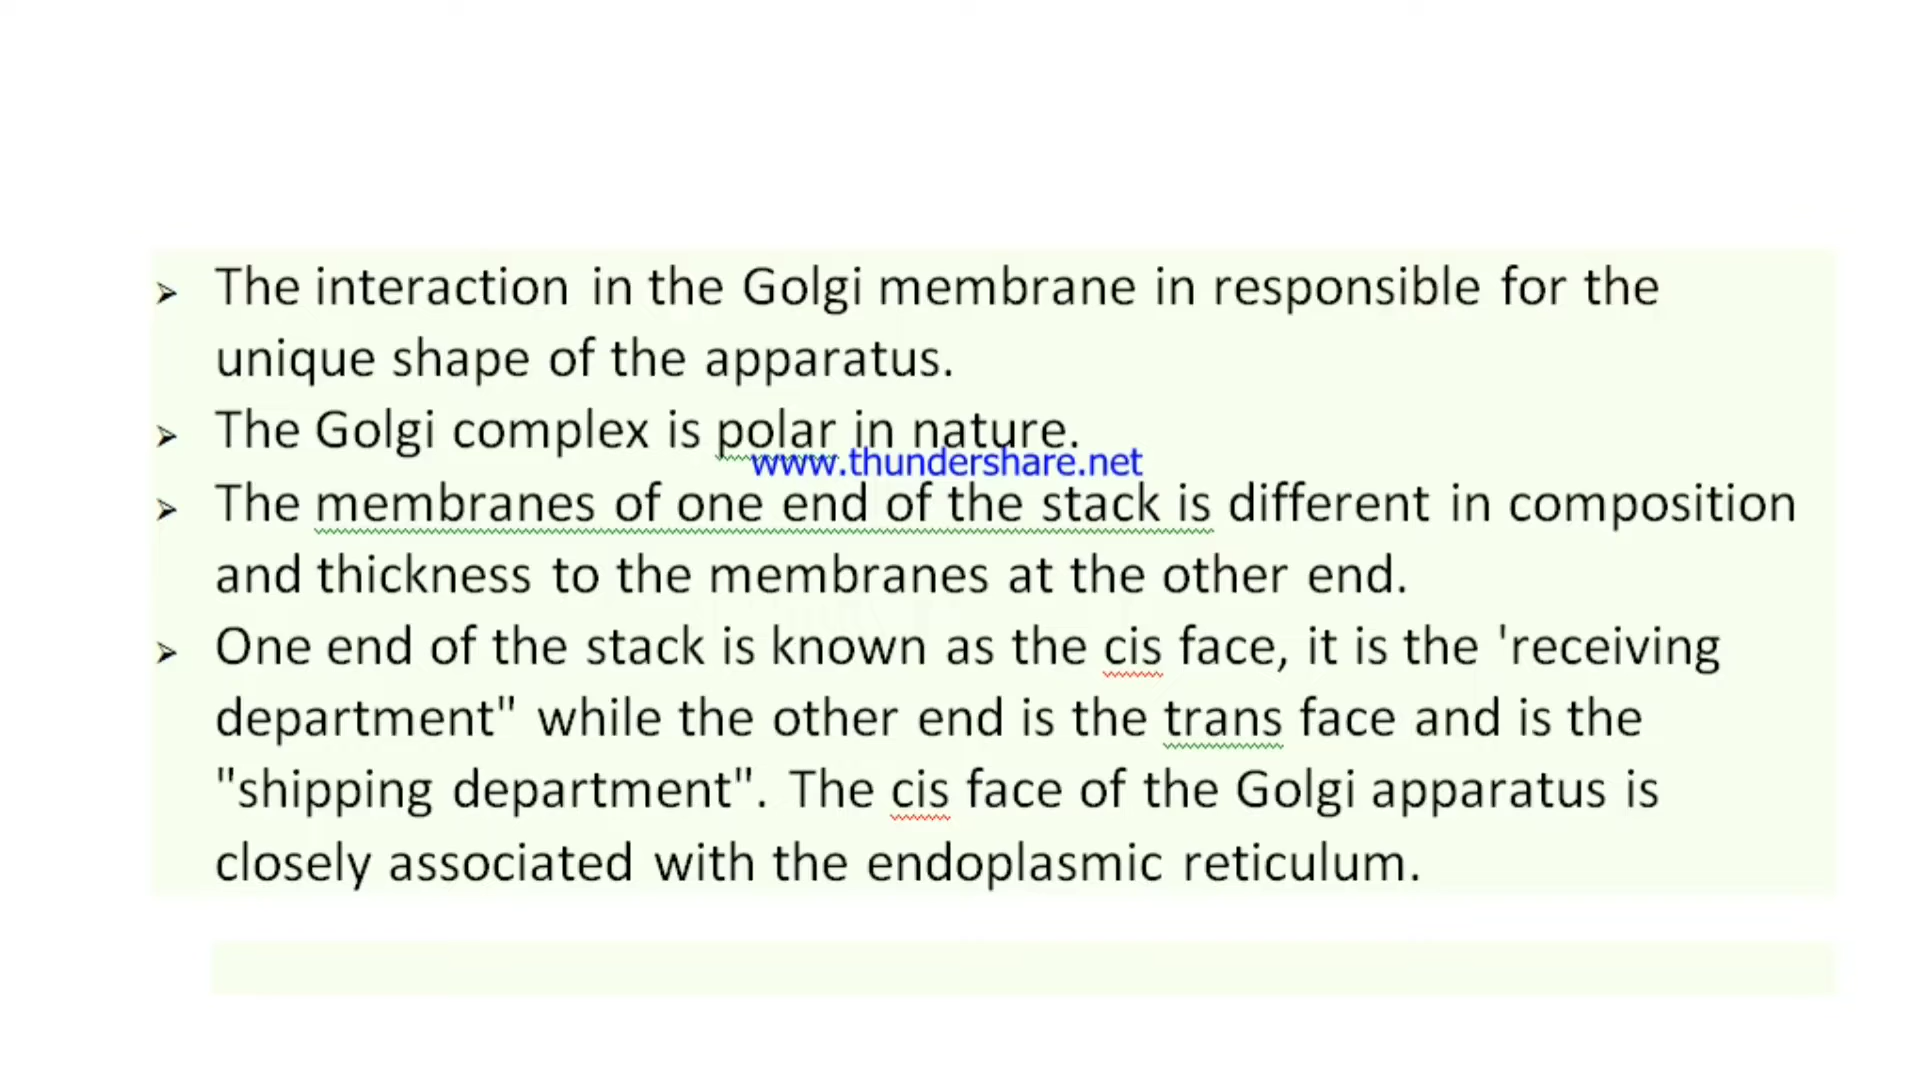 ➢ The interaction in the Golgi membrane in responsible for the
unique shape of the apparatus.
➢ The Golgi complex is polar in nature.
www.thundershare.net
➢ The membranes of one end of the stack is different in composition
and thickness to the membranes at the other end.
➢ One end of the stack is known as the cis face, it is the 'receiving
department" while the other end is the trans face and is the
"shipping department". The cis face of the Golgi apparatus is
closely associated with the endoplasmic reticulum.